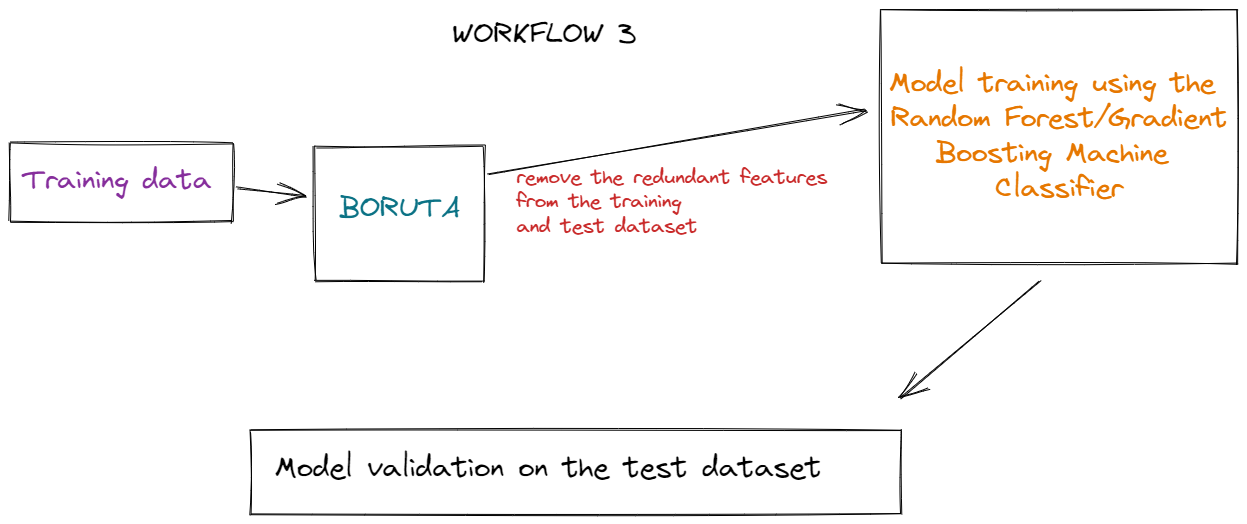 WORKFLOW 3
Training data
BORUTA
remove the redundant features
from the training
and test dataset
Model training using the
Random Forest/Gradient
Boosting Machine
Classifier
Model validation on the test dataset